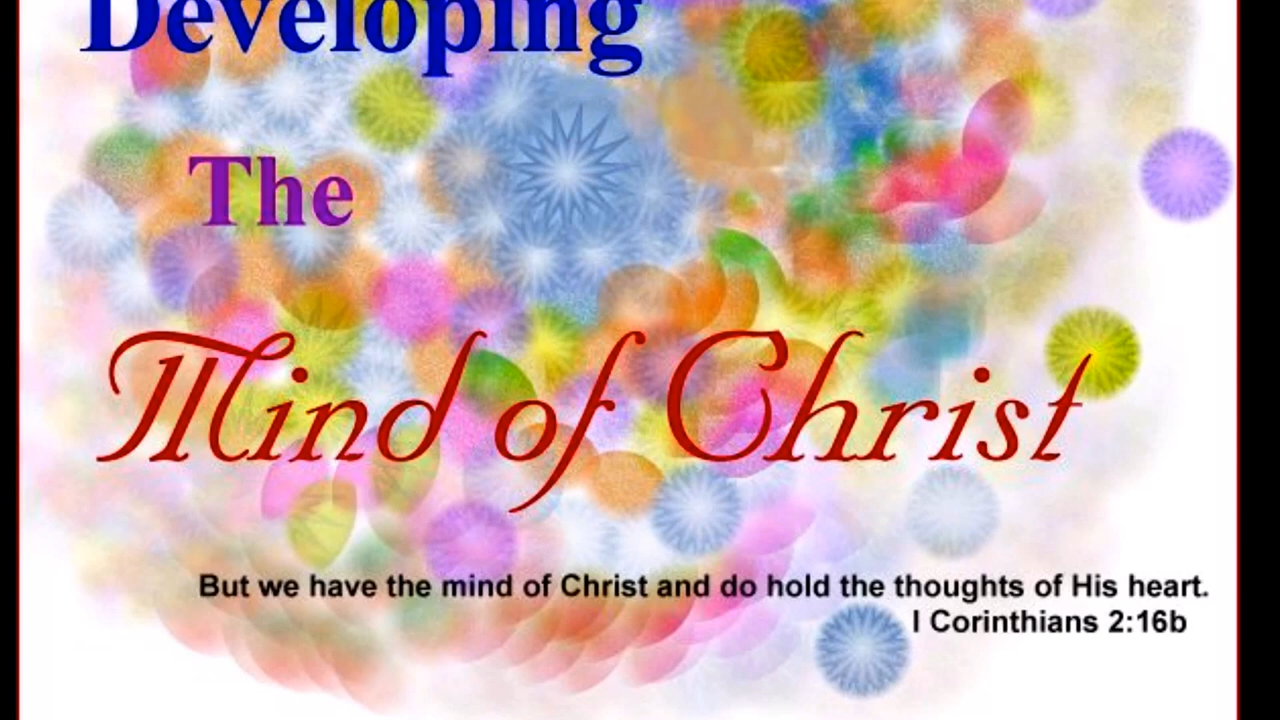 Developing
The
Mind of Christ
But we have the mind of Christ and do hold the thoughts of His heart.
I Corinthians 2:16b